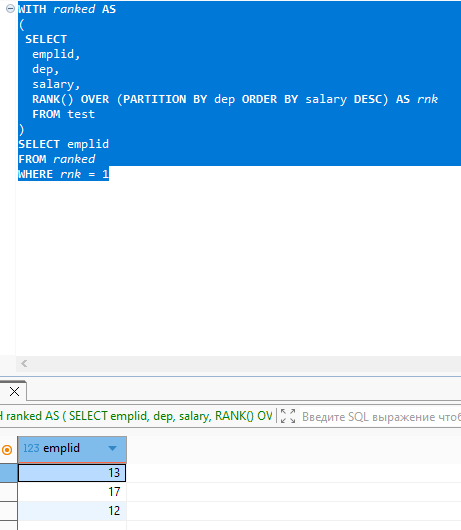 WITH ranked AS
(
SELECT
emplid,
dep,
salary,
RANK() OVER (PARTITION BY dep ORDER BY salary DESC) AS rnk
FROM test
)
SELECT emplid
FROM ranked
WHERE rnk = 1
H ranked AS ( SELECT emplid, dep, salary, RANK() OV Введите SQL выражение чтоб
123 emplid
13
17
12